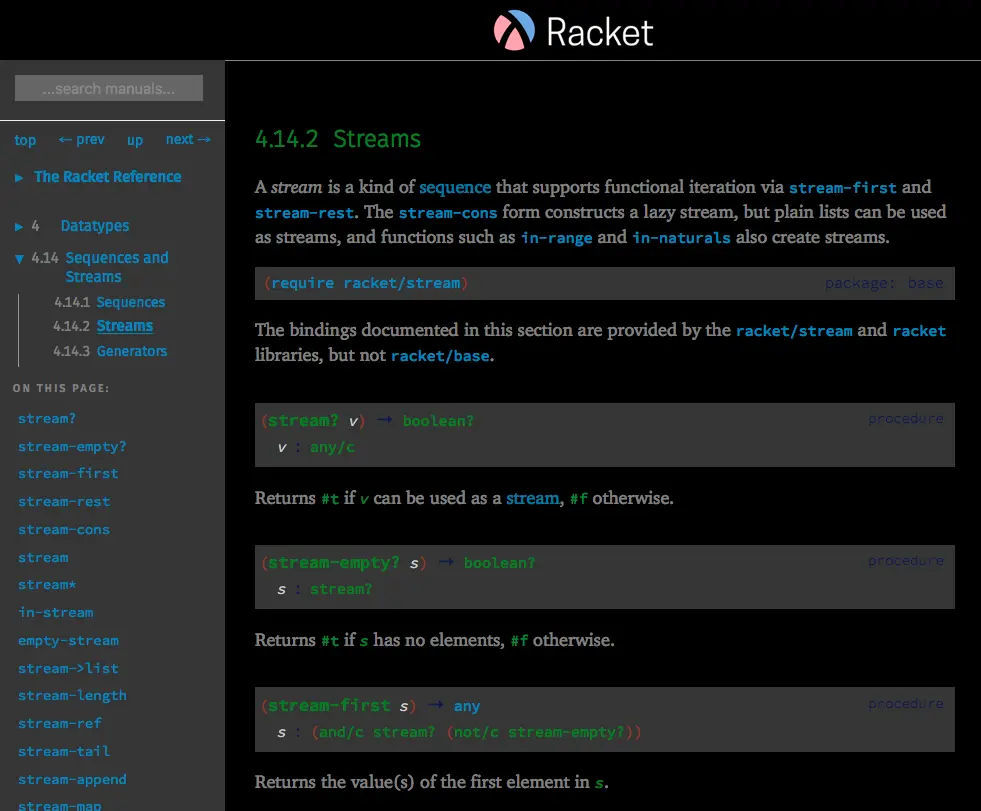 Racket
...search manuals...
top ← prev up next →
► The Racket Reference
► 4 Datatypes
▼ 4.14 Sequences and
Streams
4.14.1 Sequences
4.14.2 Streams
4.14.3 Generators
ON THIS PAGE:
stream?
stream-empty?
stream-first
stream-rest
stream-cons
stream
stream*
in-stream
empty-stream
stream->list
stream-length
stream-ref
stream-tail
stream-append
stream-map
4.14.2 Streams
A stream is a kind of sequence that supports functional iteration via stream-first and
stream-rest. The stream-cons form constructs a lazy stream, but plain lists can be used
as streams, and functions such as in-range and in-naturals also create streams.
(require racket/stream) package: base
The bindings documented in this section are provided by the racket/stream and racket
libraries, but not racket/base.
(stream? v) → boolean? procedure
v : any/c
Returns #t if v can be used as a stream, #f otherwise.
(stream-empty? s) → boolean? procedure
s : stream?
Returns #t if s has no elements, #f otherwise.
(stream-first s) → any procedure
s : (and/c stream? (not/c stream-empty?))
Returns the value(s) of the first element in s.